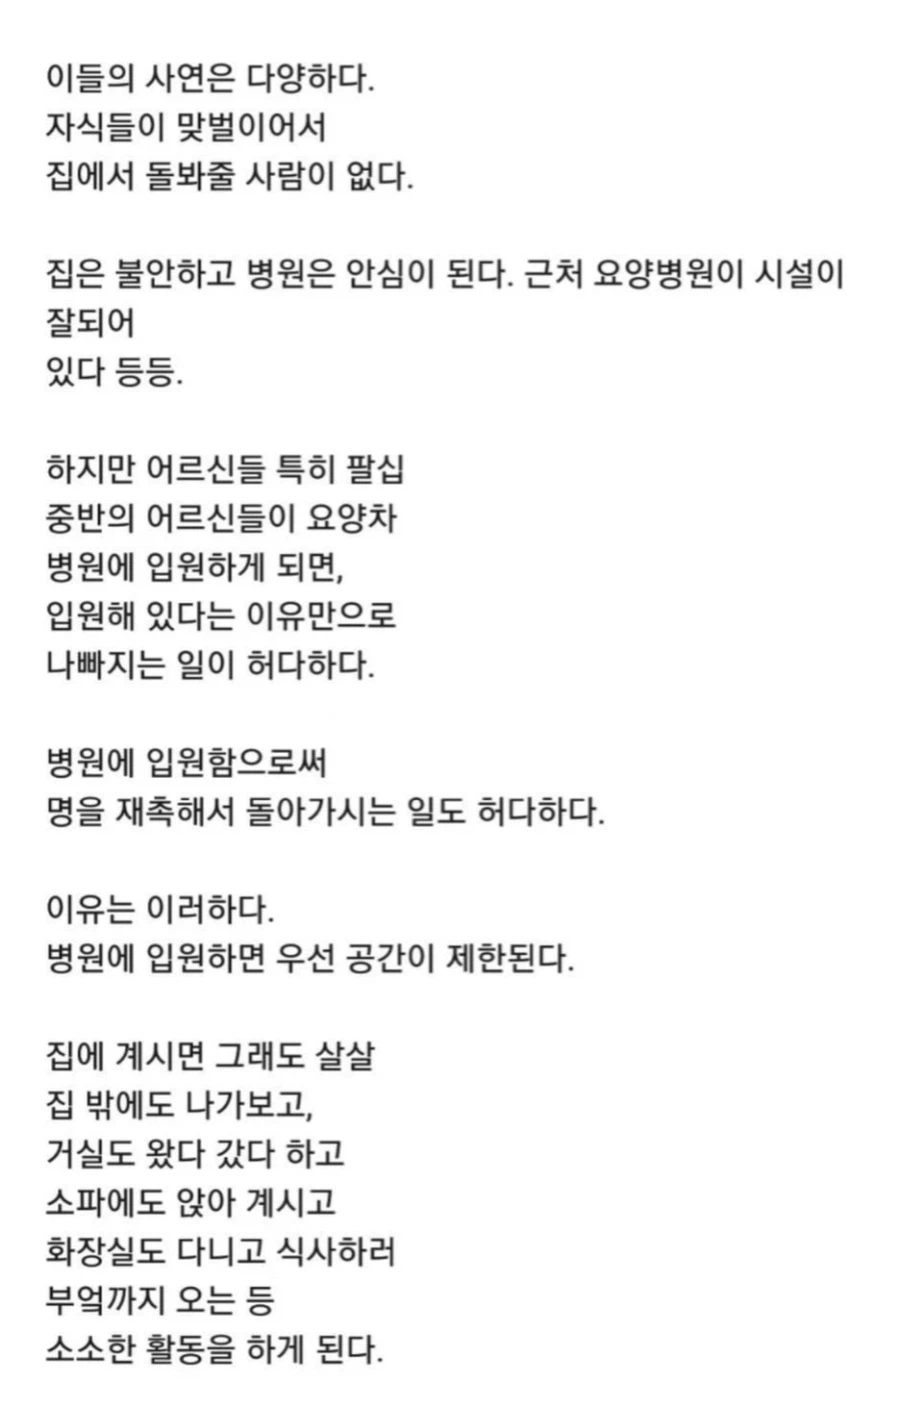 이들의 사연은 다양하다.
자식들이 맞벌이어서
집에서 돌봐줄 사람이 없다.
집은 불안하고 병원은 안심이 된다. 근처 요양병원이 시설이
잘되어
있다 등등.
하지만 어르신들 특히 팔십
중반의 어르신들이 요양차
병원에 입원하게 되면,
입원해 있다는 이유만으로
나빠지는 일이 허다하다.
병원에 입원함으로써
명을 재촉해서 돌아가시는 일도 허다하다.
이유는 이러하다.
병원에 입원하면 우선 공간이 제한된다.
집에 계시면 그래도 살살
집 밖에도 나가보고,
거실도 왔다 갔다 하고
소파에도 앉아 계시고
화장실도 다니고 식사하러
부엌까지 오는 등
소소한 활동을 하게 된다.